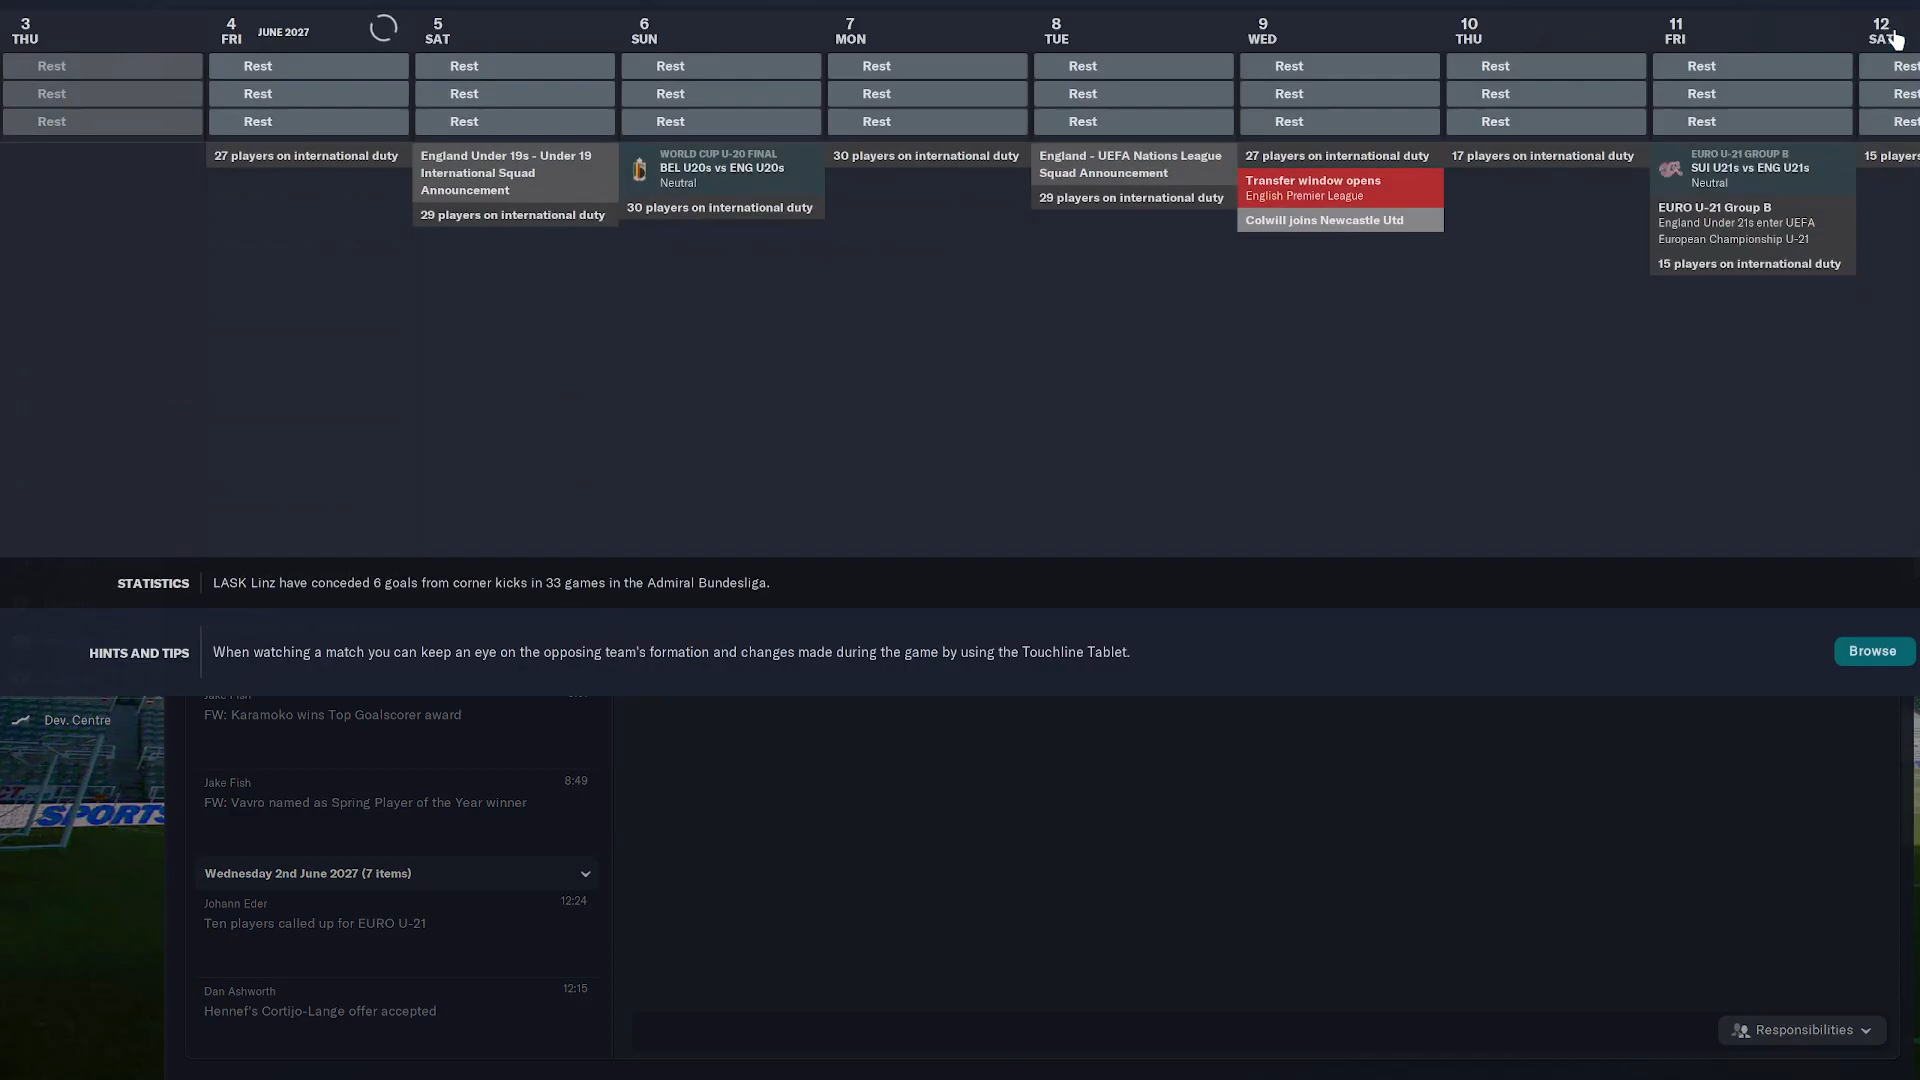 3
THU
4
FRI
JUNE 2027
5
SAT
6
SUN
7
MON
8
TUE
9
WED
10
THU
11
FRI
12
SAT
Rest Rest Rest Rest Rest Rest Rest Rest Rest Rest
Rest Rest Rest Rest Rest Rest Rest Rest Rest Rest
Rest Rest Rest Rest Rest Rest Rest Rest Rest Rest
27 players on international duty
England Under 19s - Under 19
International Squad
Announcement
29 players on international duty
WORLD CUP U-20 FINAL
BEL U20s vs ENG U20s
Neutral
30 players on international duty
30 players on international duty
England - UEFA Nations League
Squad Announcement
29 players on international duty
27 players on international duty
Transfer window opens
English Premier League
Colwill joins Newcastle Utd
17 players on international duty
EURO U-21 GROUP B
SUI U21s vs ENG U21s
Neutral
EURO U-21 Group B
England Under 21s enter UEFA
European Championship U-21
15 players on international duty
15 players
STATISTICS
LASK Linz have conceded 6 goals from corner kicks in 33 games in the Admiral Bundesliga.
HINTS AND TIPS
When watching a match you can keep an eye on the opposing team's formation and changes made during the game by using the Touchline Tablet.
Browse
Dev. Centre
SPORTS
Jake Fish
FW: Karamoko wins Top Goalscorer award
Jake Fish
8:49
FW: Vavro named as Spring Player of the Year winner
Wednesday 2nd June 2027 (7 items)
Johann Eder
12:24
Ten players called up for EURO U-21
Dan Ashworth
12:15
Hennef's Cortijo-Lange offer accepted
Responsibilities